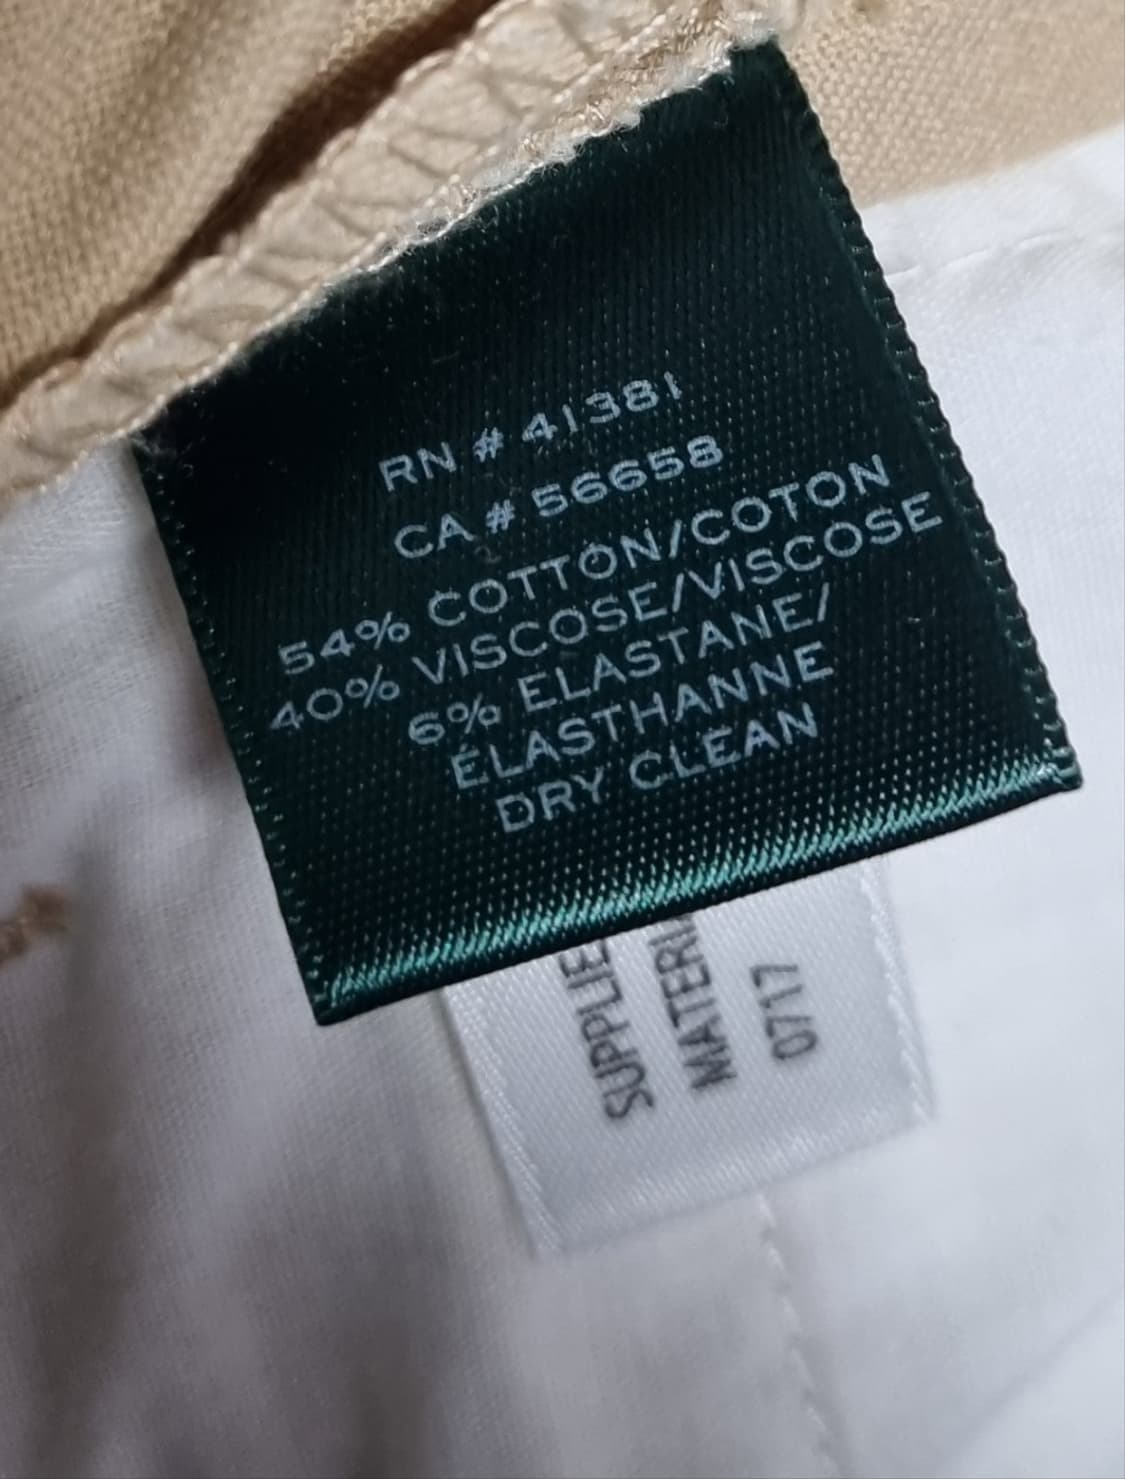 RN # 41381
CA # 56658
54% COTTON/COTON
40% VISCOSE/VISCOSE
6% ELASTANE/
ÉLASTHANNE
DRY CLEAN
0717